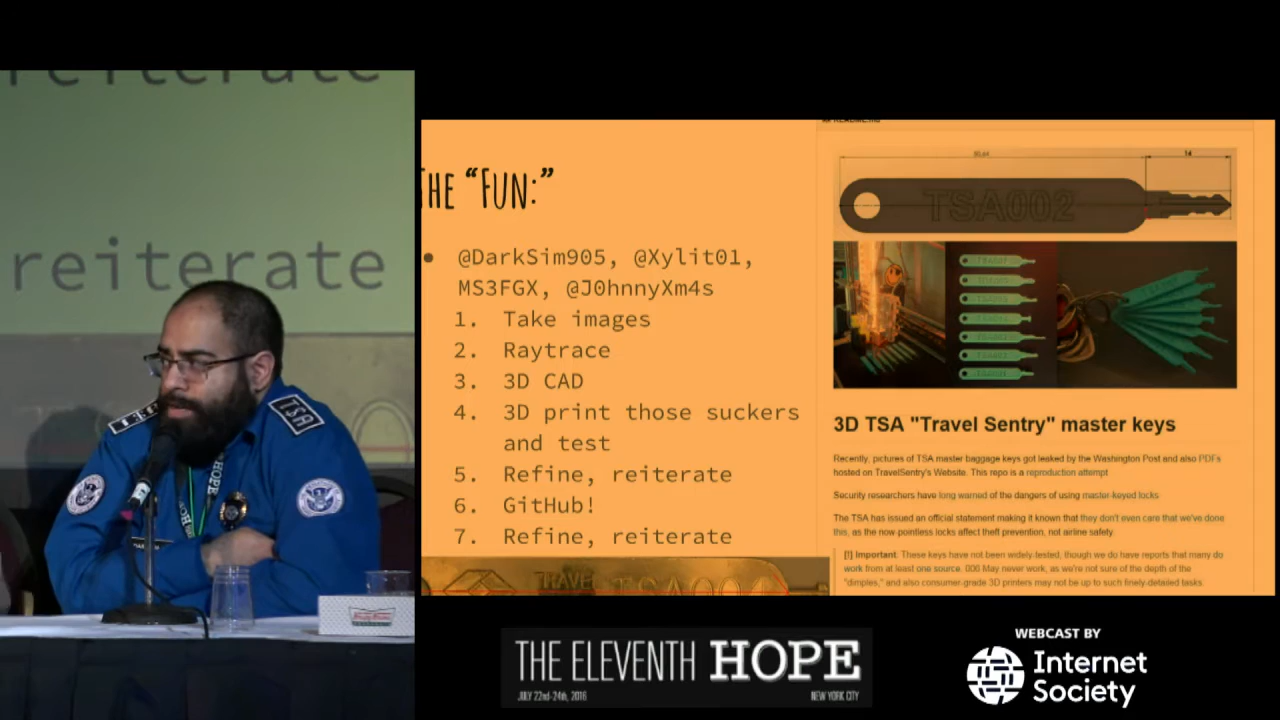 reiterate
reiterate
TSA
HOPE
THE “FUN:”
• @DarkSim905, @Xylit01,
MS3FGX, @J0hnnyXm4s
1. Take images
2. Raytrace
3. 3D CAD
4. 3D print those suckers
and test
5. Refine, reiterate
6. GitHub!
7. Refine, reiterate
TRAVEL TSA00
README.md
14
TSA002
3D TSA "Travel Sentry" master keys
Recently, pictures of TSA master baggage keys got leaked by the Washington Post and also PDFs
hosted on TravelSentry's Website. This repo is a reproduction attempt
Security researchers have long warned of the dangers of using master-keyed locks
The TSA has issued an official statement making it known that they don't even care that we've done
this, as the now-pointless locks affect theft prevention, not airline safety
[!] Important: These keys have not been widely-tested, though we do have reports that many do
work from at least one source. 006 May never work, as we're not sure of the depth of the
"dimples," and also consumer-grade 3D printers may not be up to such finely-detailed tasks.
Krispy Kreme
THE ELEVENTH HOPE
JULY 22nd-24th, 2016 NEW YORK CITY
WEBCAST BY
Internet
Society